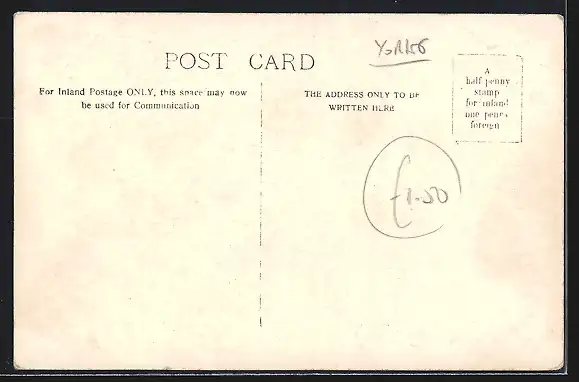 YORKS
POST CARD
For Inland Postage ONLY, this space may now
be used for Communication
THE ADDRESS ONLY TO BE
WRITTEN HERE
A
half-penny
stamp
for inland
one penny
foreign
£1-50